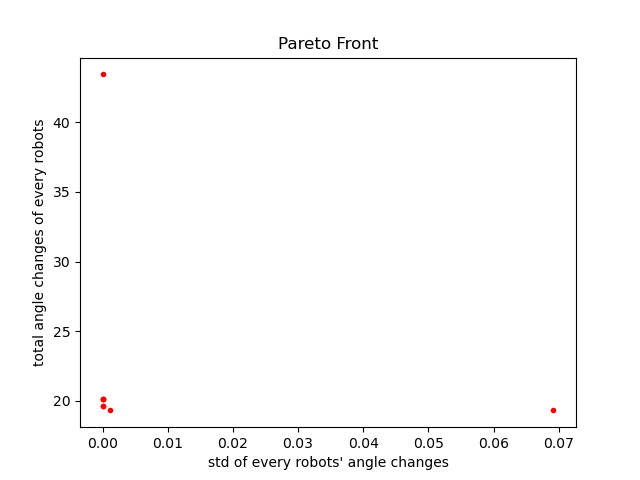 Pareto Front
total angle changes of every robots
40
35
30
25
20
0.00 0.01 0.02 0.03 0.04 0.05 0.06 0.07
std of every robots' angle changes